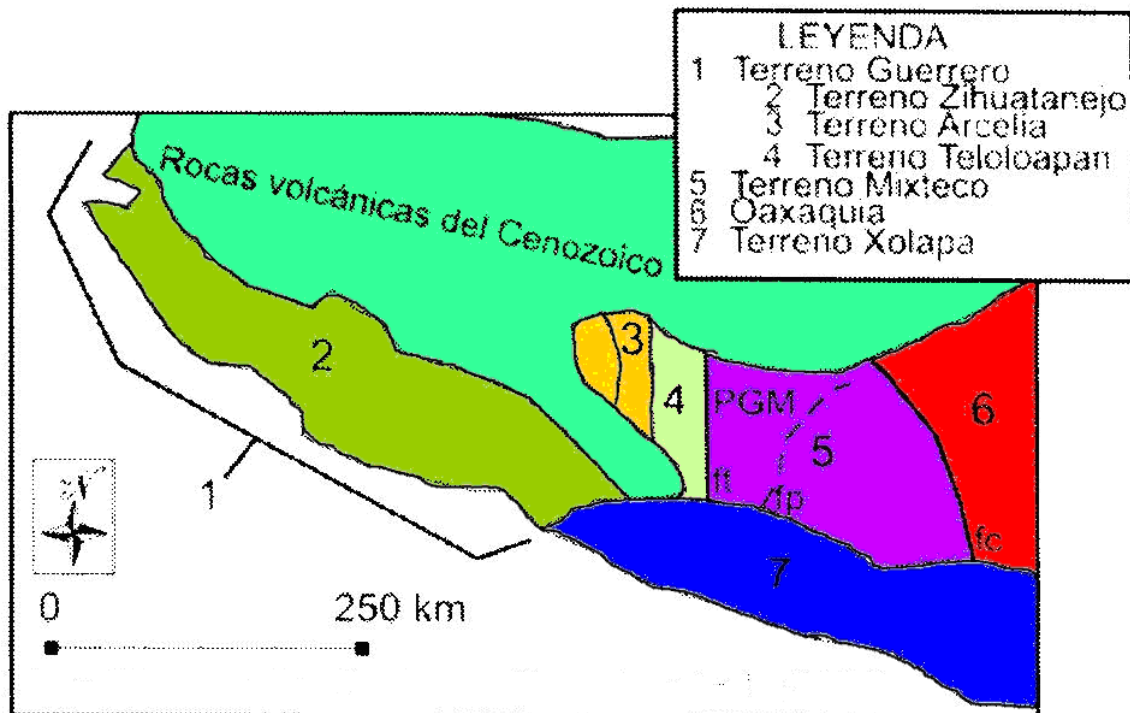 LEYENDA
1 Terreno Guerrero
2 Terreno Zihuatanejo
3 Terreno Arcelia
4 Terreno Teloloapan
5 Terreno Mixteco
6 Oaxaquia
7 Terreno Xolapa
Rocas volcánicas del Cenozoico
2
3
4
PGM
5
6
ft
fp
fc
1
7
N
0 250 km